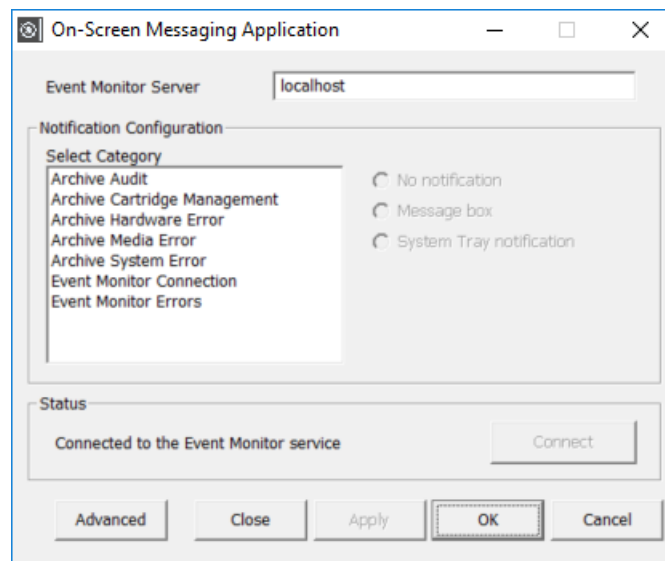 On-Screen Messaging Application
Event Monitor Server
localhost
Notification Configuration
Select Category
Archive Audit
Archive Cartridge Management
Archive Hardware Error
Archive Media Error
Archive System Error
Event Monitor Connection
Event Monitor Errors
No notification
Message box
System Tray notification
Status
Connected to the Event Monitor service
Connect
Advanced
Close
Apply
OK
Cancel